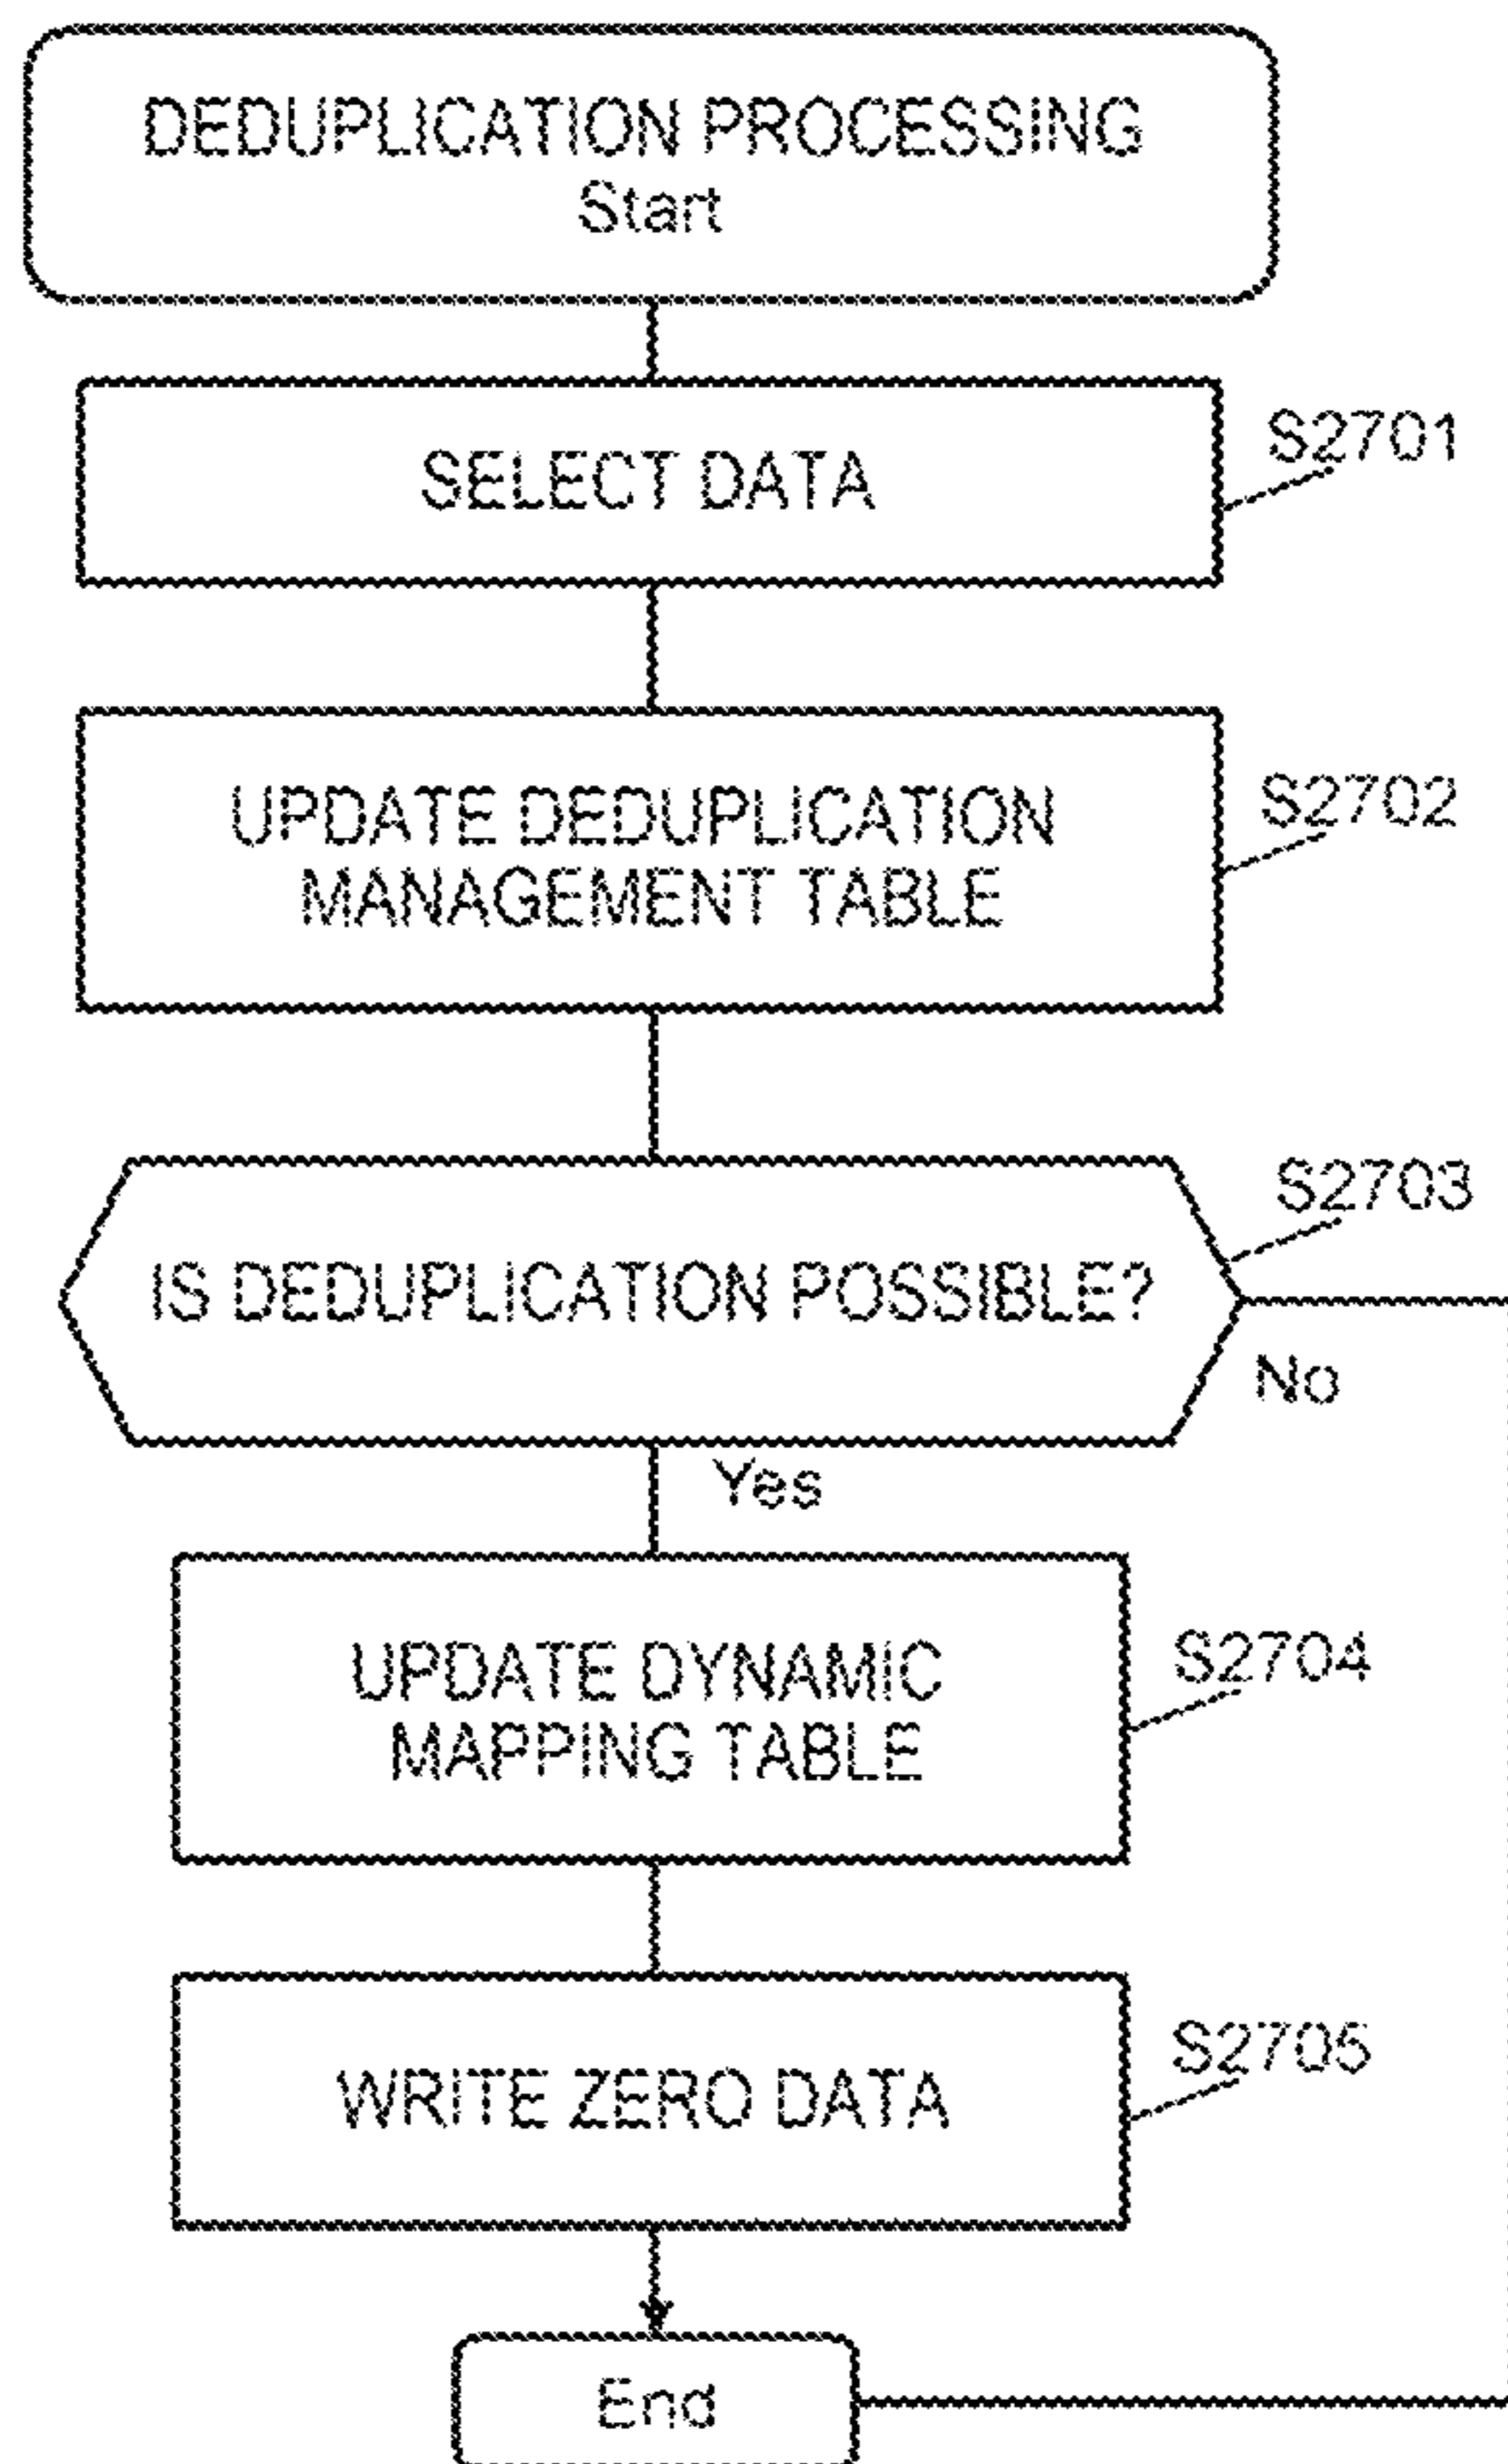 DEDUPLICATION PROCESSING
Start
SELECT DATA
S2701
UPDATE DEDUPLICATION
MANAGEMENT TABLE
S2702
IS DEDUPLICATION POSSIBLE?
S2703
No
Yes
UPDATE DYNAMIC
MAPPING TABLE
S2704
WRITE ZERO DATA
S2705
End